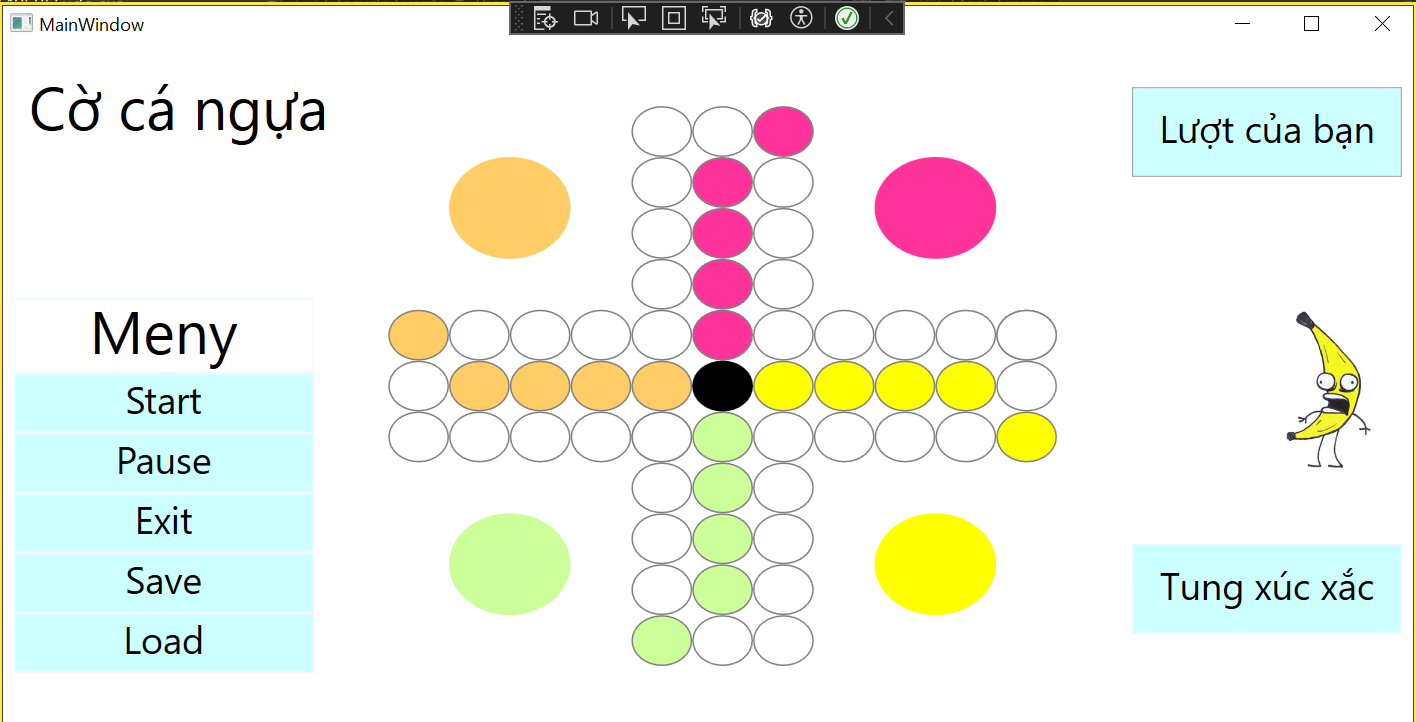 MainWindow
Cờ cá ngựa
Lượt của bạn
Meny
Start
Pause
Exit
Save
Load
Tung xúc xắc